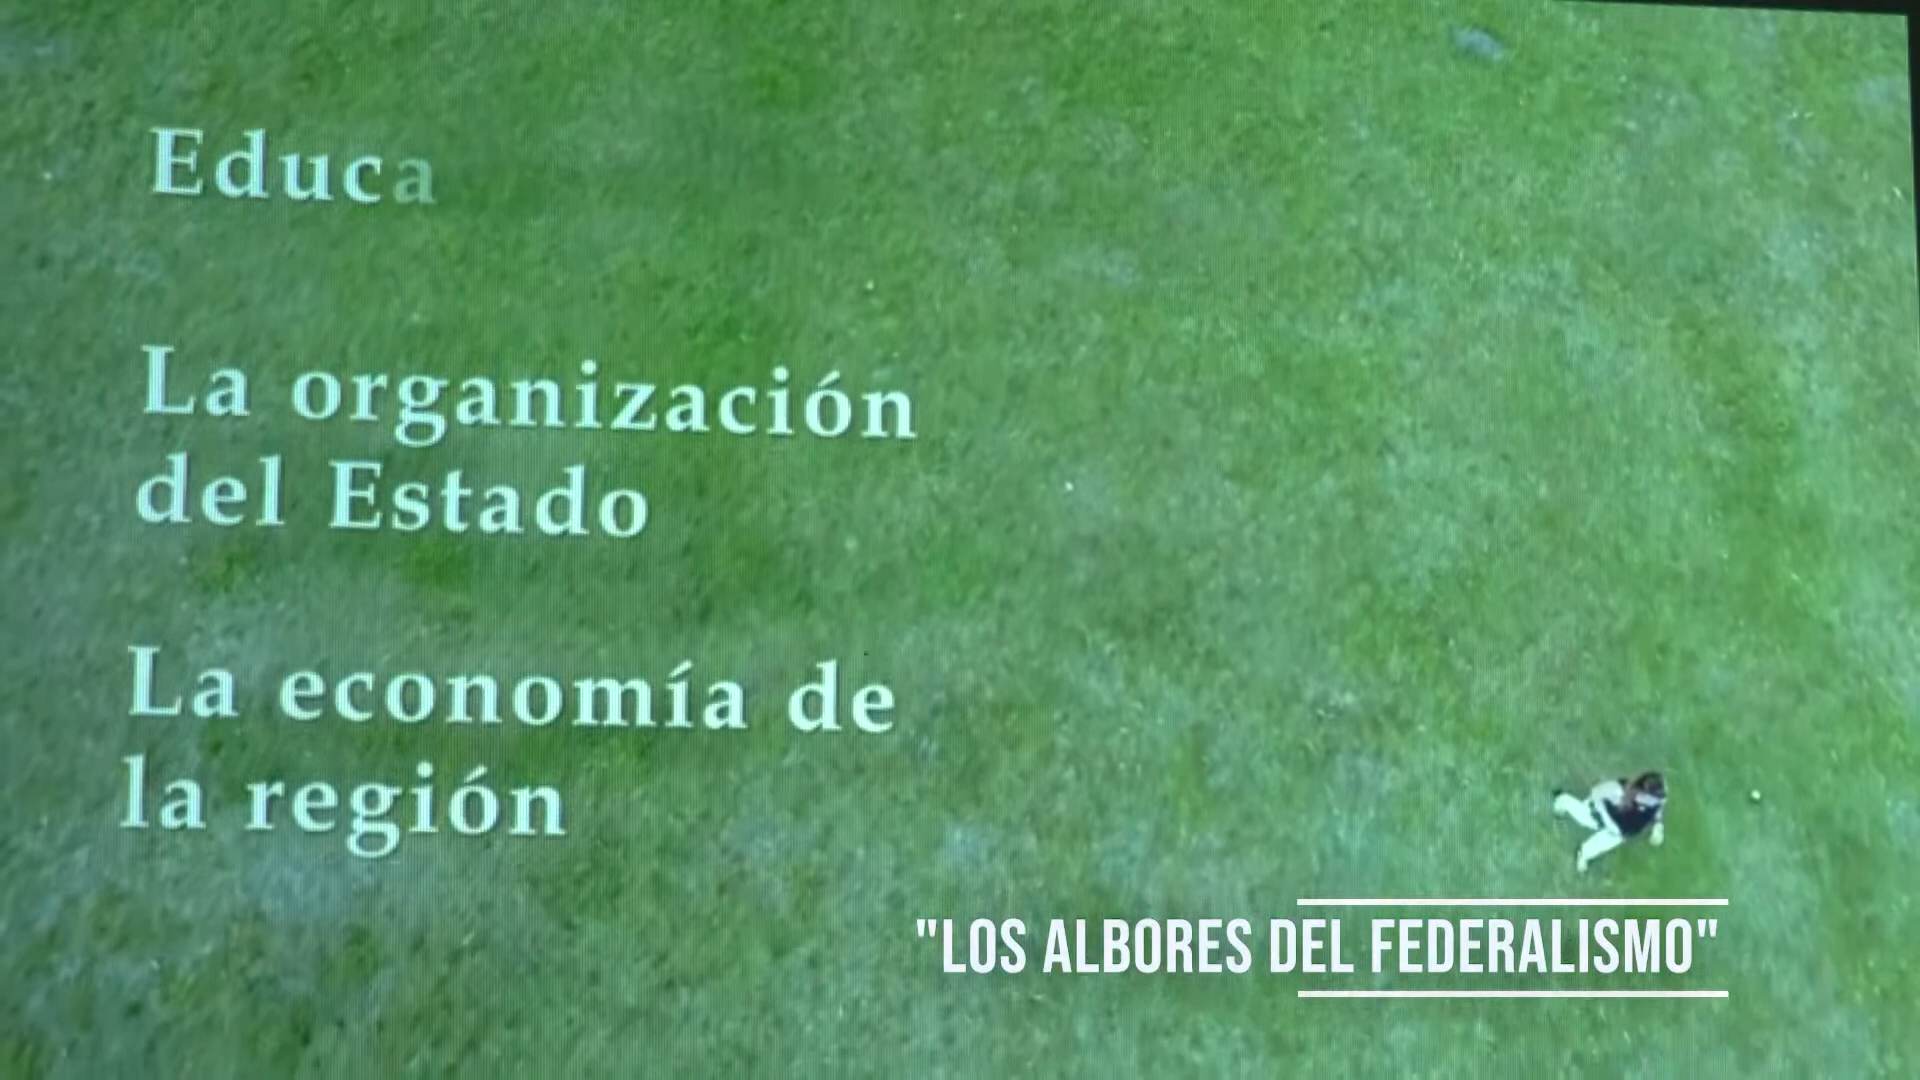 Educa
La organización
del Estado
La economía de
la región
"LOS ALBORES DEL FEDERALISMO"